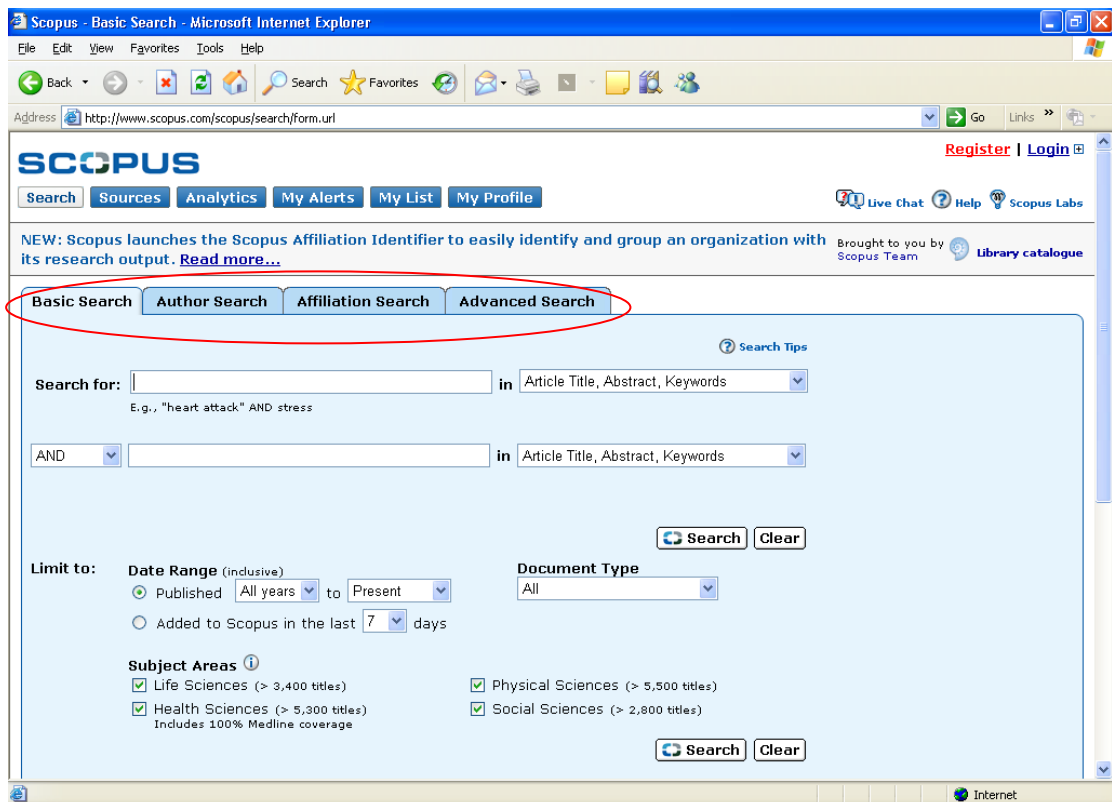 Scopus - Basic Search - Microsoft Internet Explorer
File Edit View Favorites Tools Help
Back Search Favorites
Address http://www.scopus.com/scopus/search/form.url Go Links »
Register | Login
SCOPUS
Search Sources Analytics My Alerts My List My Profile Live Chat Help Scopus Labs
NEW: Scopus launches the Scopus Affiliation Identifier to easily identify and group an organization with
its research output. Read more...
Brought to you by
Scopus Team
Library catalogue
Basic Search Author Search Affiliation Search Advanced Search
Search Tips
Search for: in Article Title, Abstract, Keywords
E.g., "heart attack" AND stress
AND in Article Title, Abstract, Keywords
Search Clear
Limit to: Date Range (inclusive) Document Type
Published All years to Present All
Added to Scopus in the last 7 days
Subject Areas
Life Sciences (> 3,400 titles) Physical Sciences (> 5,500 titles)
Health Sciences (> 5,300 titles) Social Sciences (> 2,800 titles)
Includes 100% Medline coverage
Search Clear
Internet